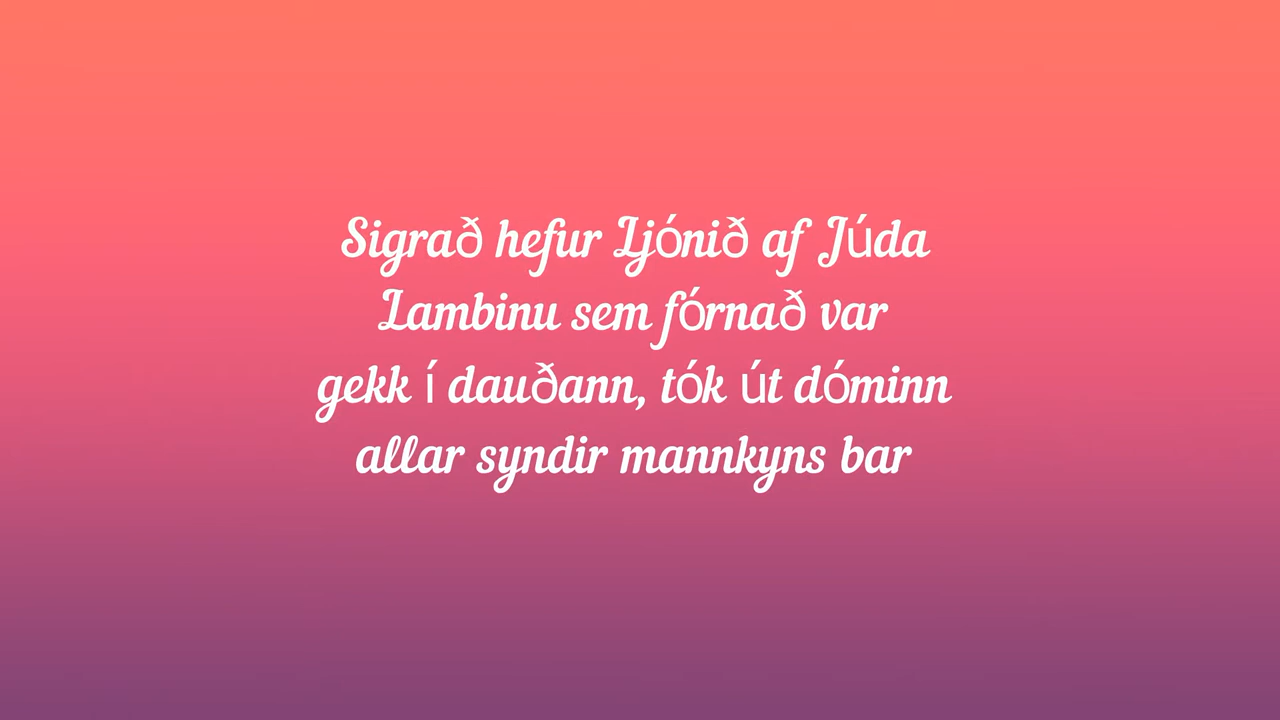 Sigrað hefur Ljónið af Júda
Lambinu sem fórnað var
gekk í dauðann, tók út dóminn
allar syndir mannkyns bar